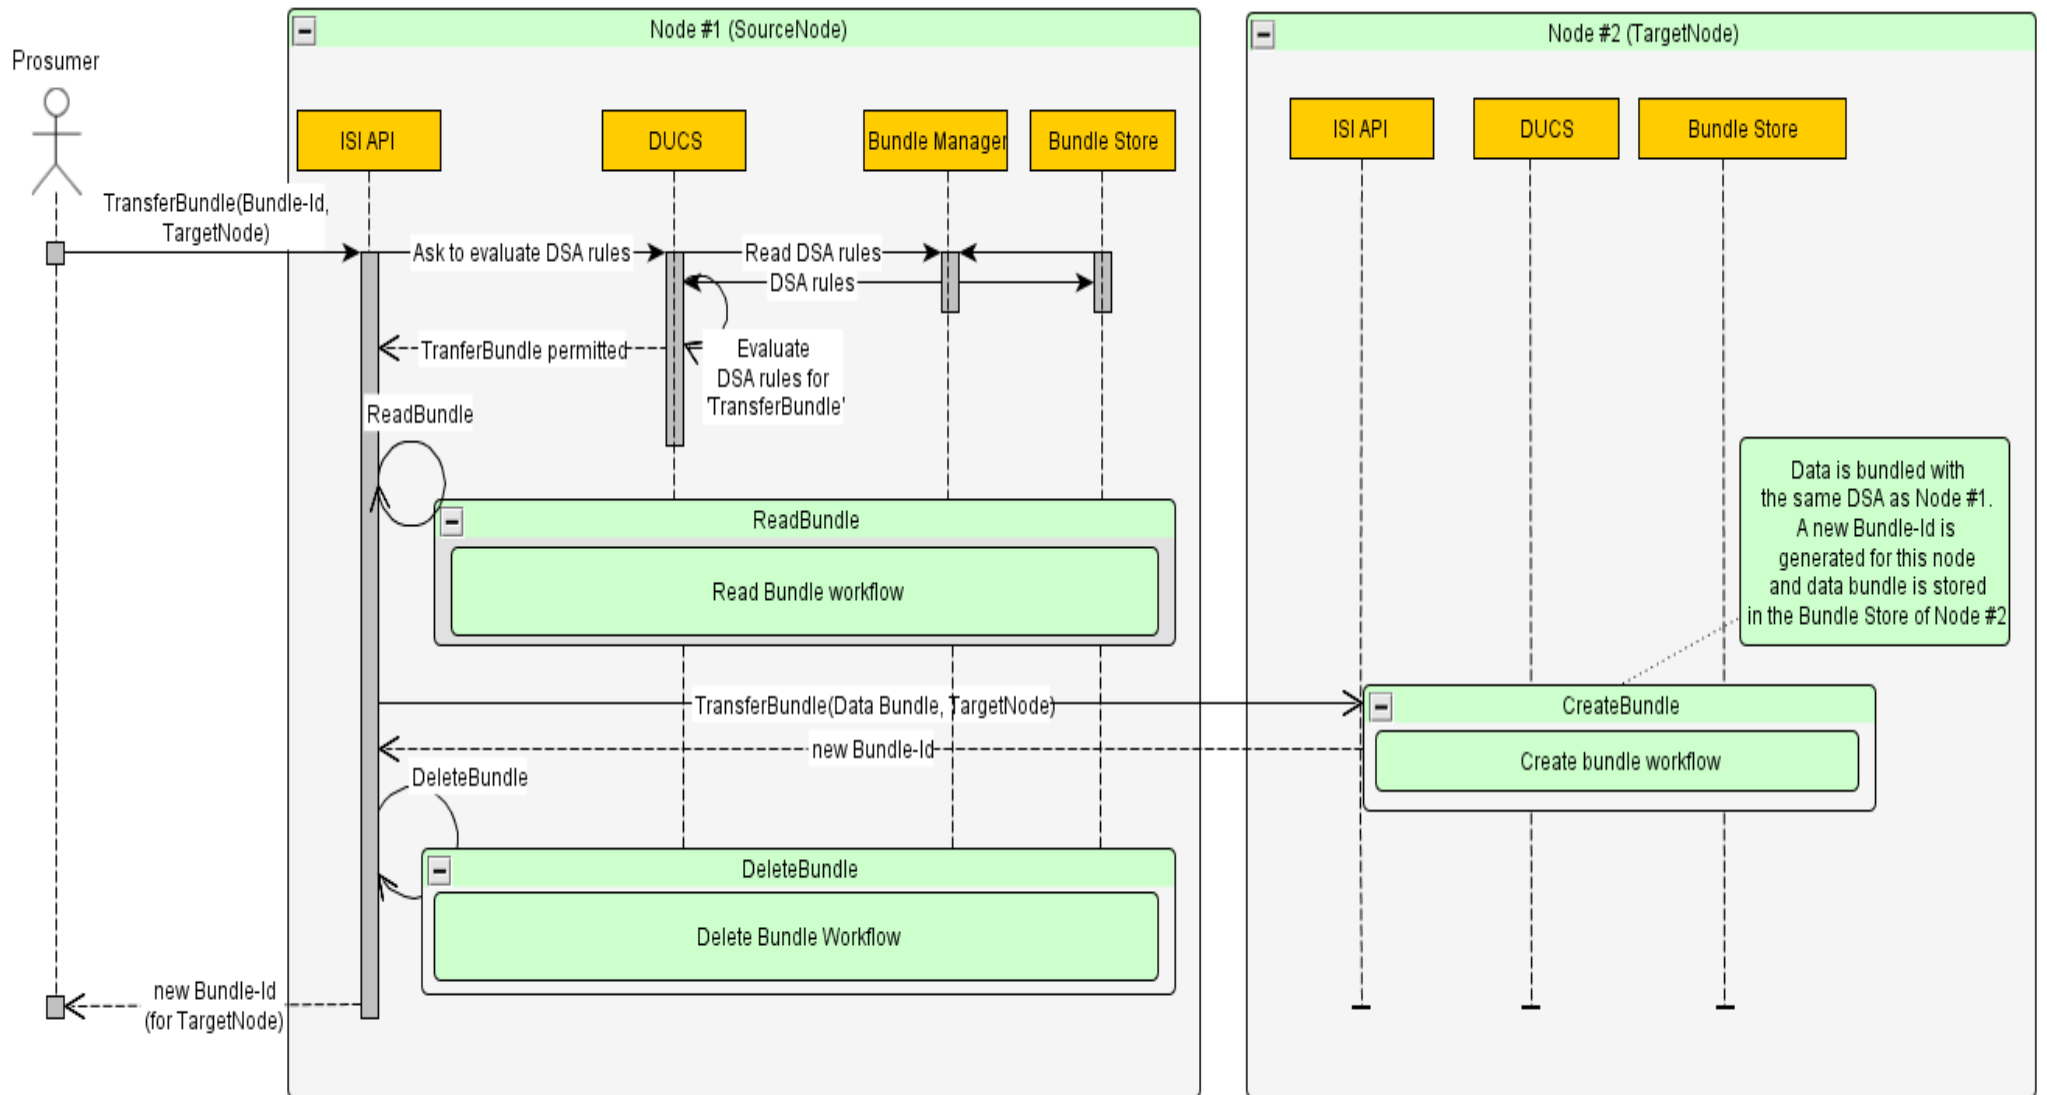 Node #1 (SourceNode)
Node #2 (TargetNode)
Prosumer
ISI API
DUCS
Bundle Manager
Bundle Store
ISI API
DUCS
Bundle Store
TransferBundle(Bundle-Id,
TargetNode)
Ask to evaluate DSA rules
Read DSA rules
DSA rules
TranferBundle permitted
Evaluate
DSA rules for
'TransferBundle'
ReadBundle
ReadBundle
Read Bundle workflow
Data is bundled with
the same DSA as Node #1.
A new Bundle-Id is
generated for this node
and data bundle is stored
in the Bundle Store of Node #2
TransferBundle(Data Bundle, TargetNode)
CreateBundle
new Bundle-Id
Create bundle workflow
DeleteBundle
DeleteBundle
Delete Bundle Workflow
new Bundle-Id
(for TargetNode)